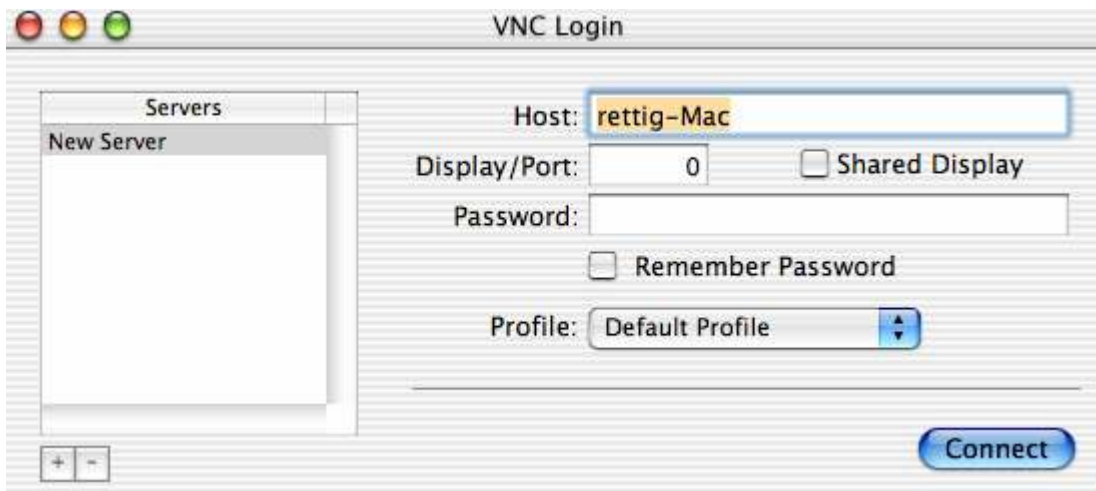 VNC Login
Servers
New Server
Host: rettig-Mac
Display/Port: 0 Shared Display
Password:
Remember Password
Profile: Default Profile
Connect
+ -